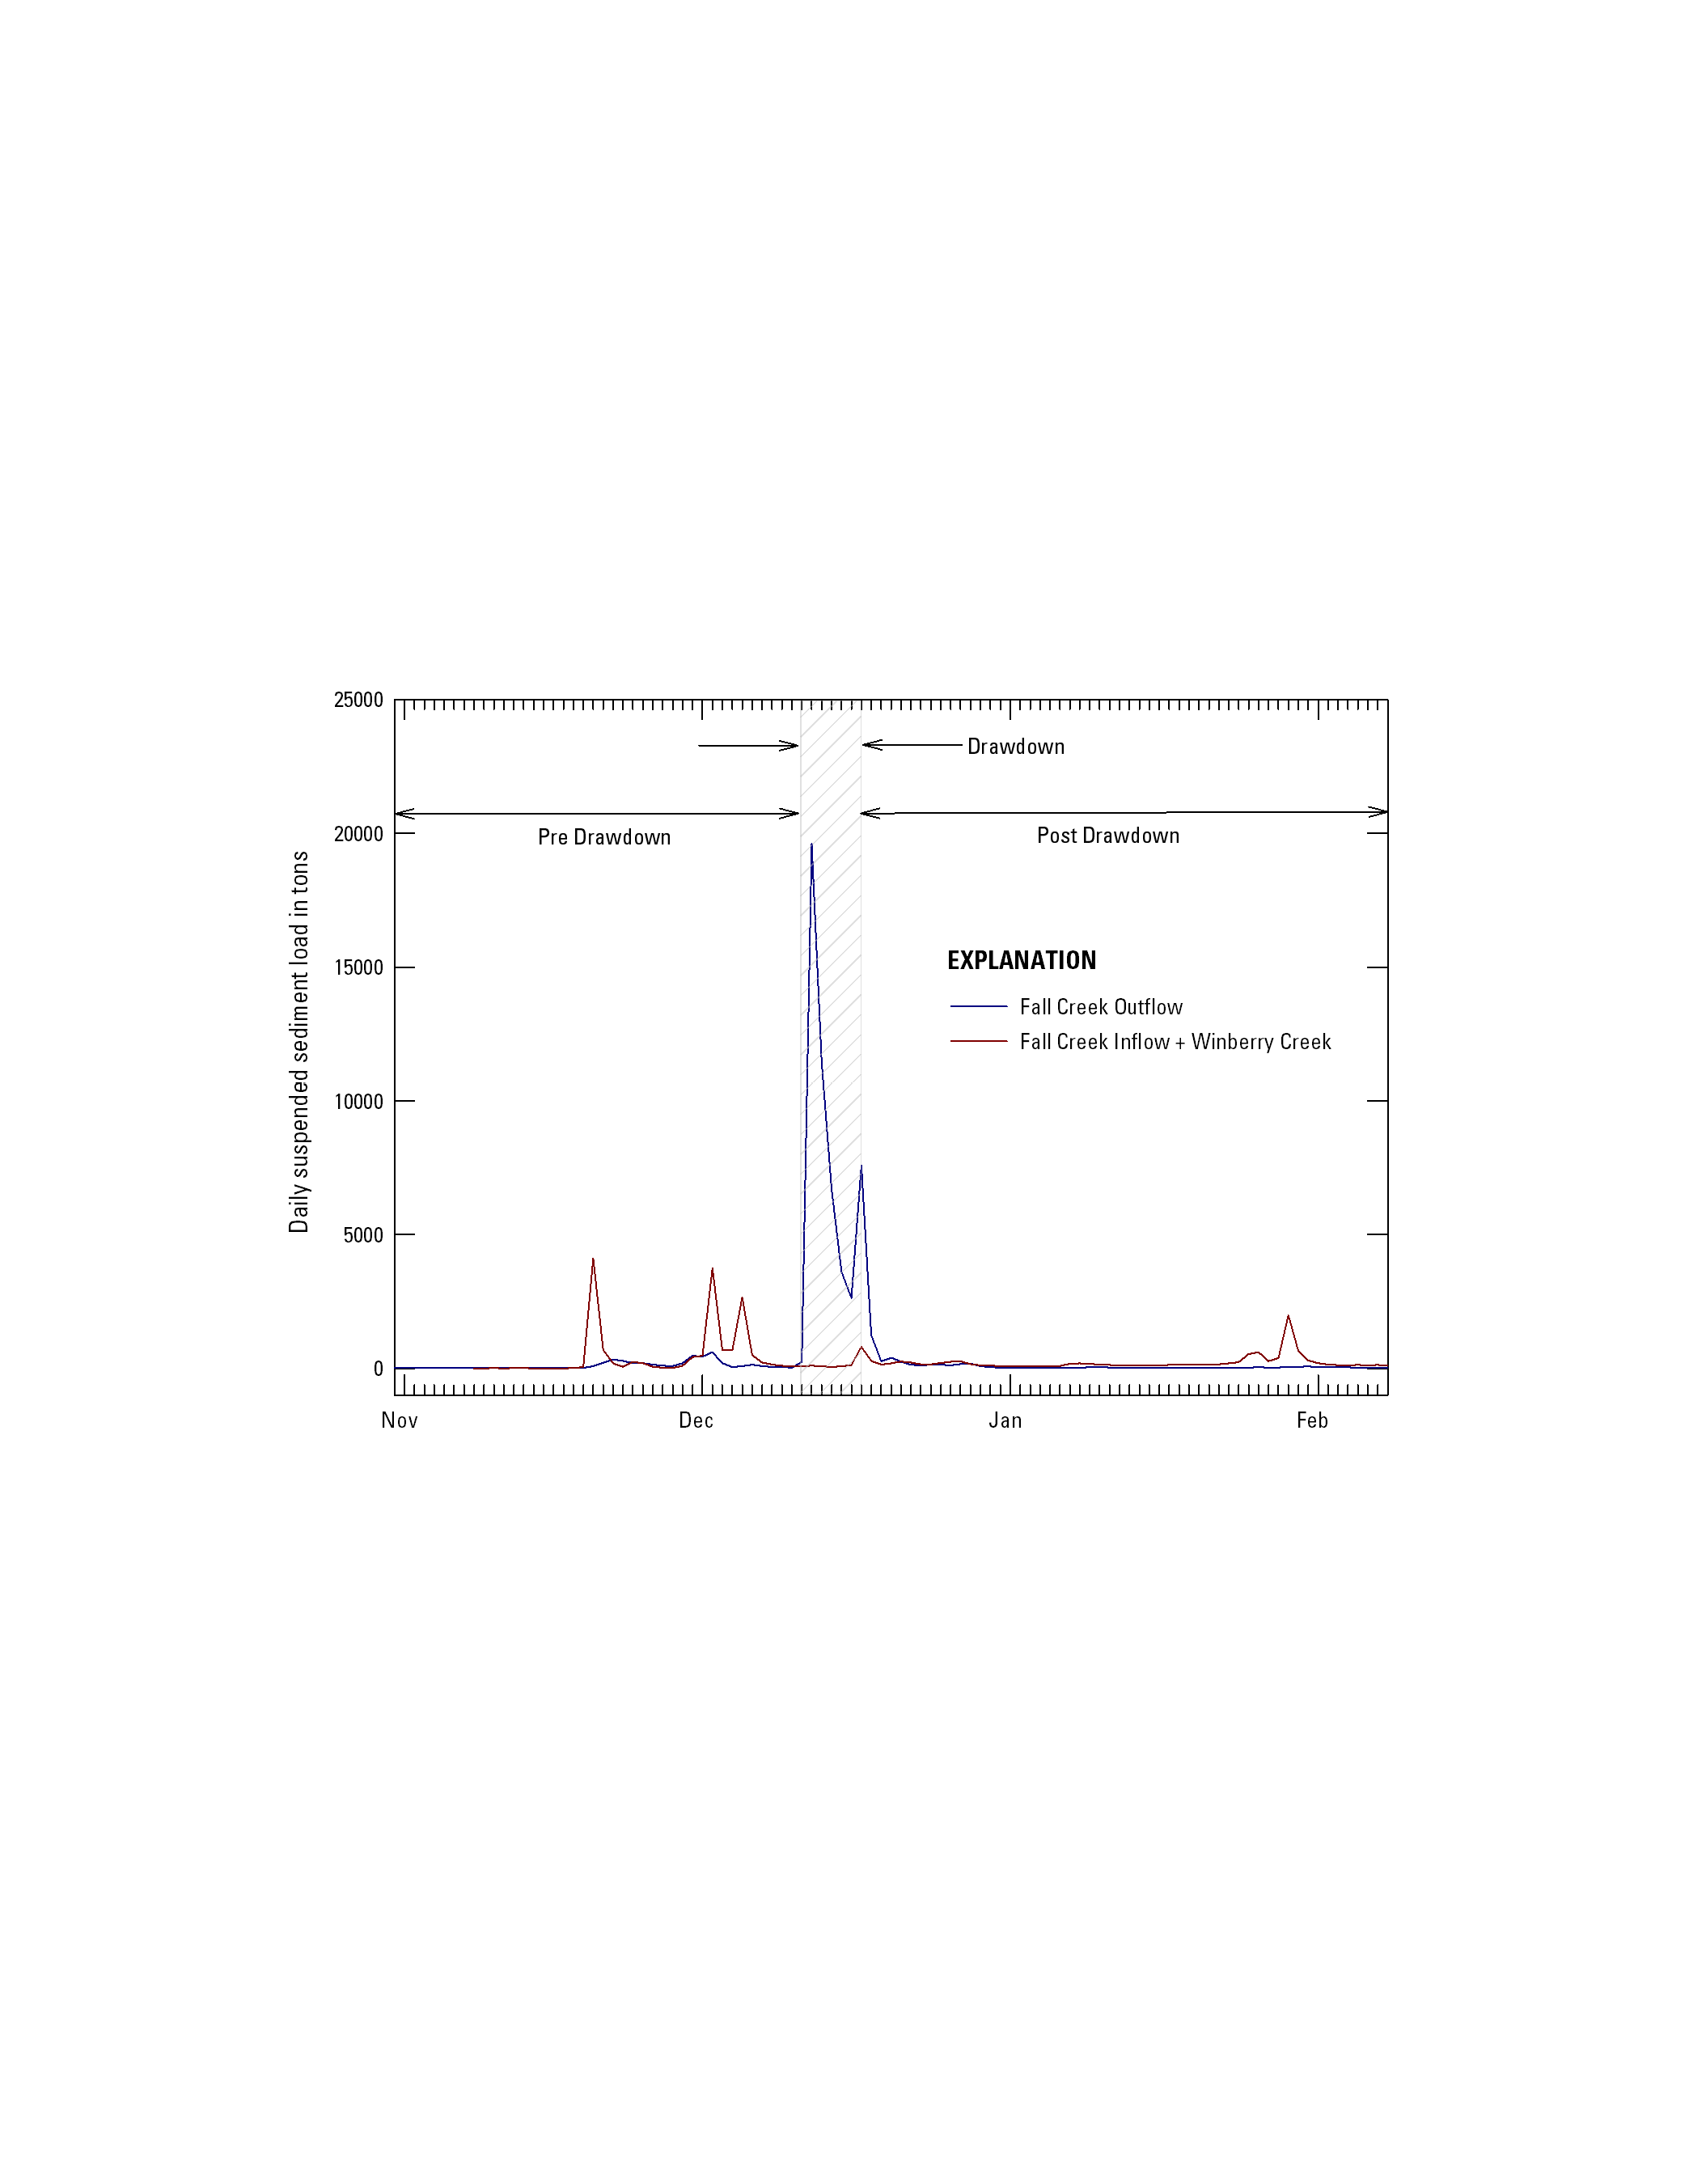 25000
Drawdown
20000
Pre Drawdown
Post Drawdown
Daily suspended sediment load in tons
15000
EXPLANATION
Fall Creek Outflow
Fall Creek Inflow + Winberry Creek
10000
5000
0
Nov Dec Jan Feb